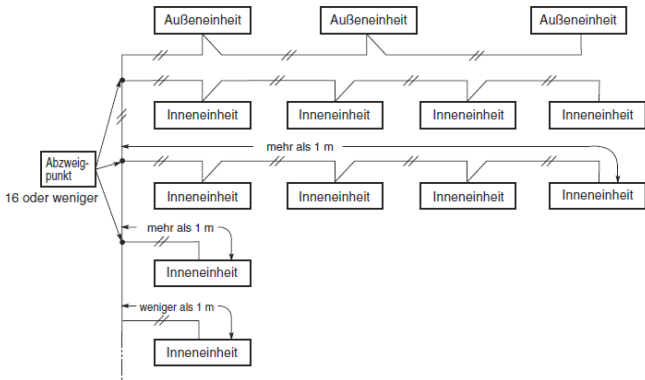 Außeneinheit
Außeneinheit
Außeneinheit
Inneneinheit
Inneneinheit
Inneneinheit
Inneneinheit
mehr als 1 m
Abzweig-
punkt
16 oder weniger
Inneneinheit
Inneneinheit
Inneneinheit
Inneneinheit
mehr als 1 m
Inneneinheit
weniger als 1 m
Inneneinheit